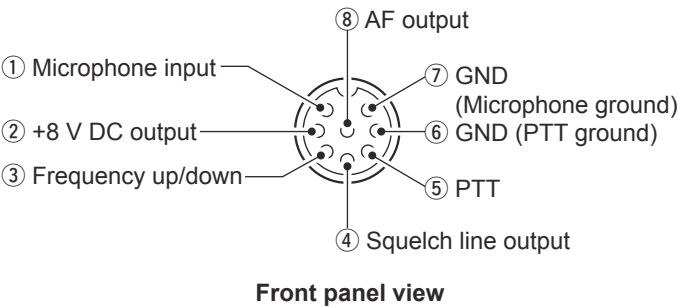 ⑧ AF output
① Microphone input
⑦ GND
(Microphone ground)
② +8 V DC output
⑥ GND (PTT ground)
③ Frequency up/down
⑤ PTT
④ Squelch line output
Front panel view